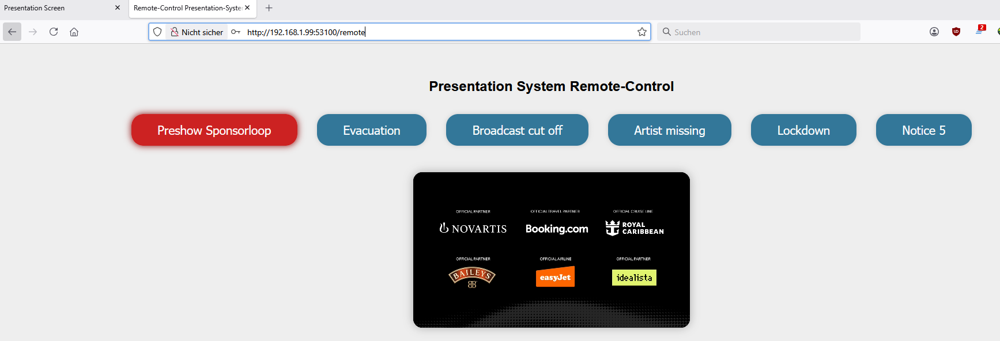 Presentation Screen
Remote-Control Presentation-Syste
Nicht sicher
http://192.168.1.99:53100/remote
Suchen
2
Presentation System Remote-Control
Preshow Sponsorloop
Evacuation
Broadcast cut off
Artist missing
Lockdown
Notice 5
OFFICIAL PARTNER
NOVARTIS
OFFICIAL TRAVEL PARTNER
Booking.com
OFFICIAL CRUISE LINE
ROYAL
CARIBBEAN
OFFICIAL PARTNER
BAILEYS
OFFICIAL AIRLINE
easyJet
OFFICIAL PARTNER
idealista